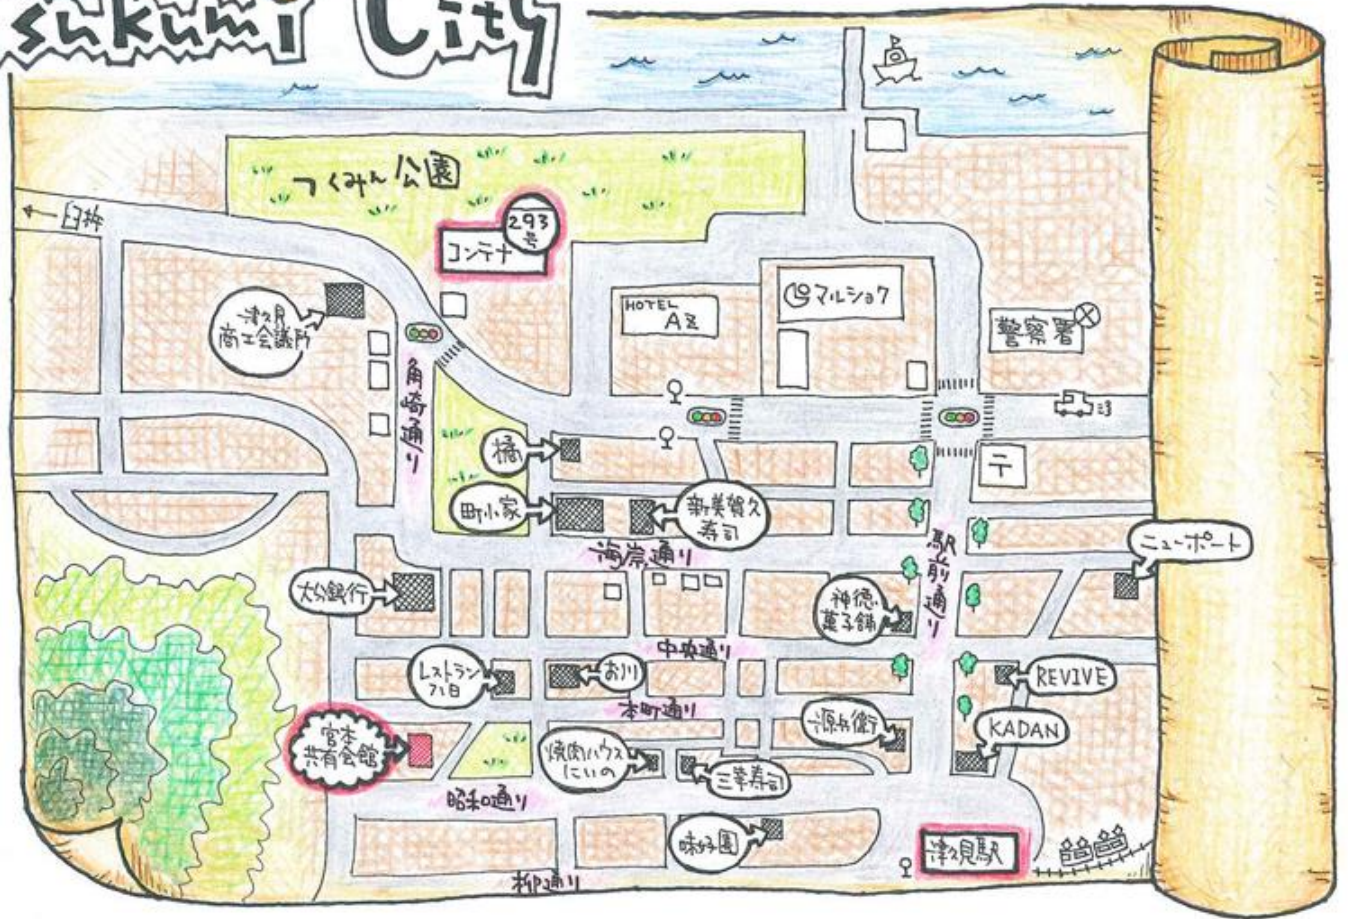 sukumi City
つくみん公園
293
号
コンテナ
臼杵
津久見
商工会議所
HOTEL
AZ
マルショク
警察署
角崎通り
橘
町小家
新美賀久
寿司
〒
海岸通り
駅前通り
ニューポート
大分銀行
神徳
菓子舗
中央通り
レストラン
八日
お川
REVIVE
本町通り
源兵衛
KADAN
宮本
共有会館
焼肉ハウス
にいの
三幸寿司
昭和通り
味好園
津久見駅
柳通り